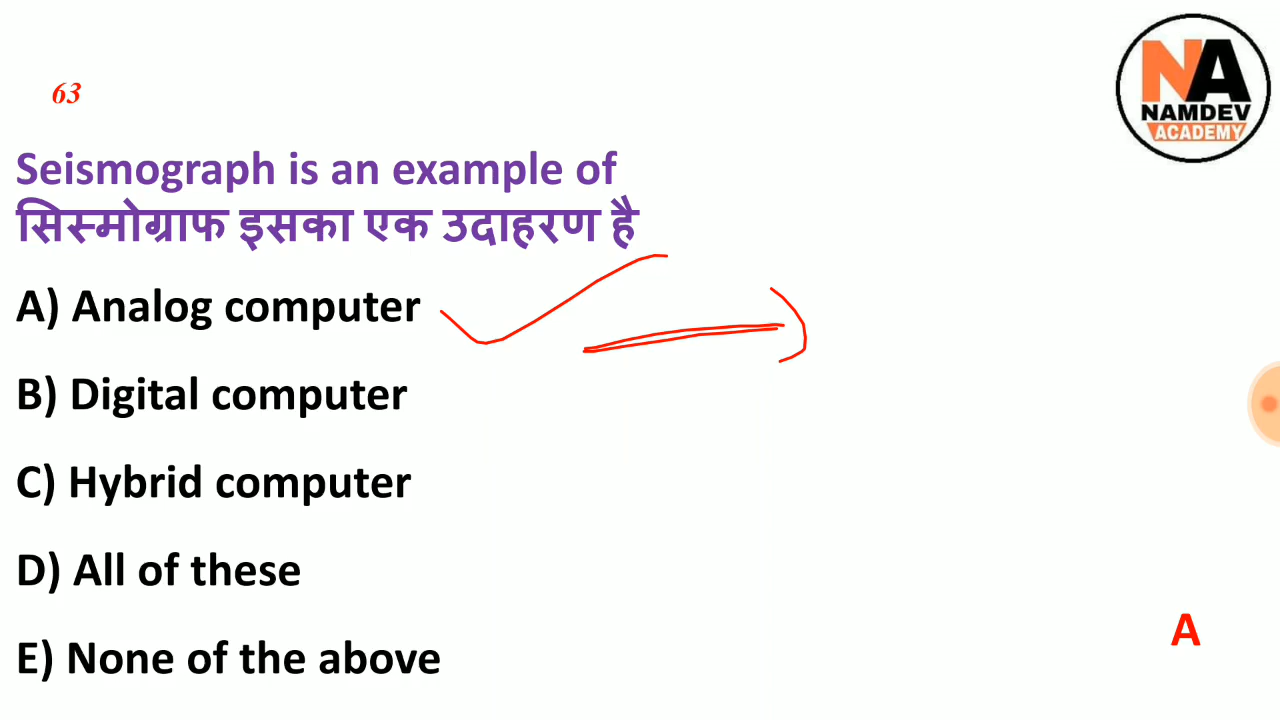 NA
NAMDEV
ACADEMY
63
Seismograph is an example of
सिस्मोग्राफ इसका एक उदाहरण है
A) Analog computer
B) Digital computer
C) Hybrid computer
D) All of these
E) None of the above
A